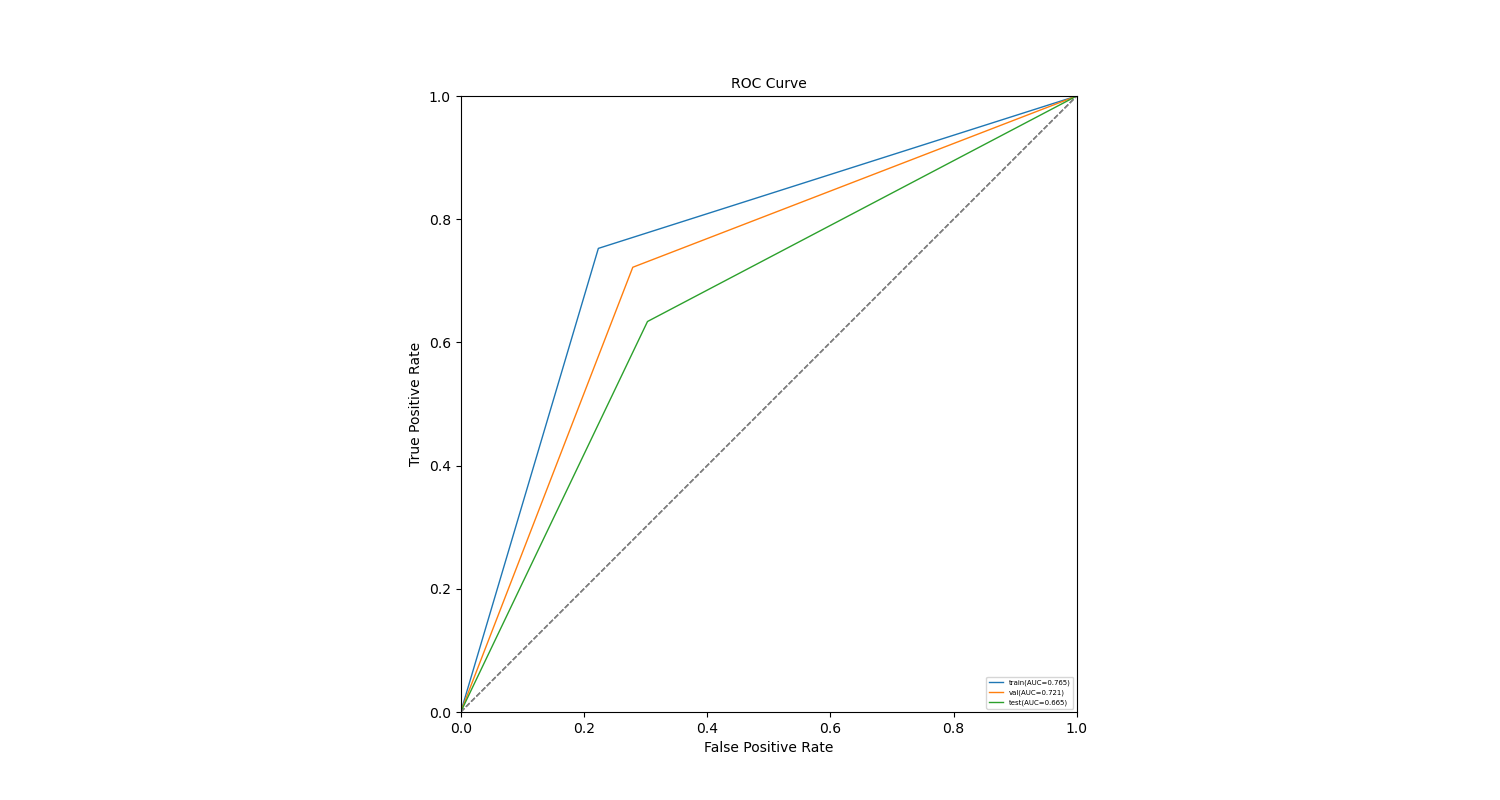 ROC Curve
1.0
0.8
0.6
0.4
0.2
0.0
True Positive Rate
0.0 0.2 0.4 0.6 0.8 1.0
False Positive Rate
train(AUC=0.765)
val(AUC=0.721)
test(AUC=0.665)